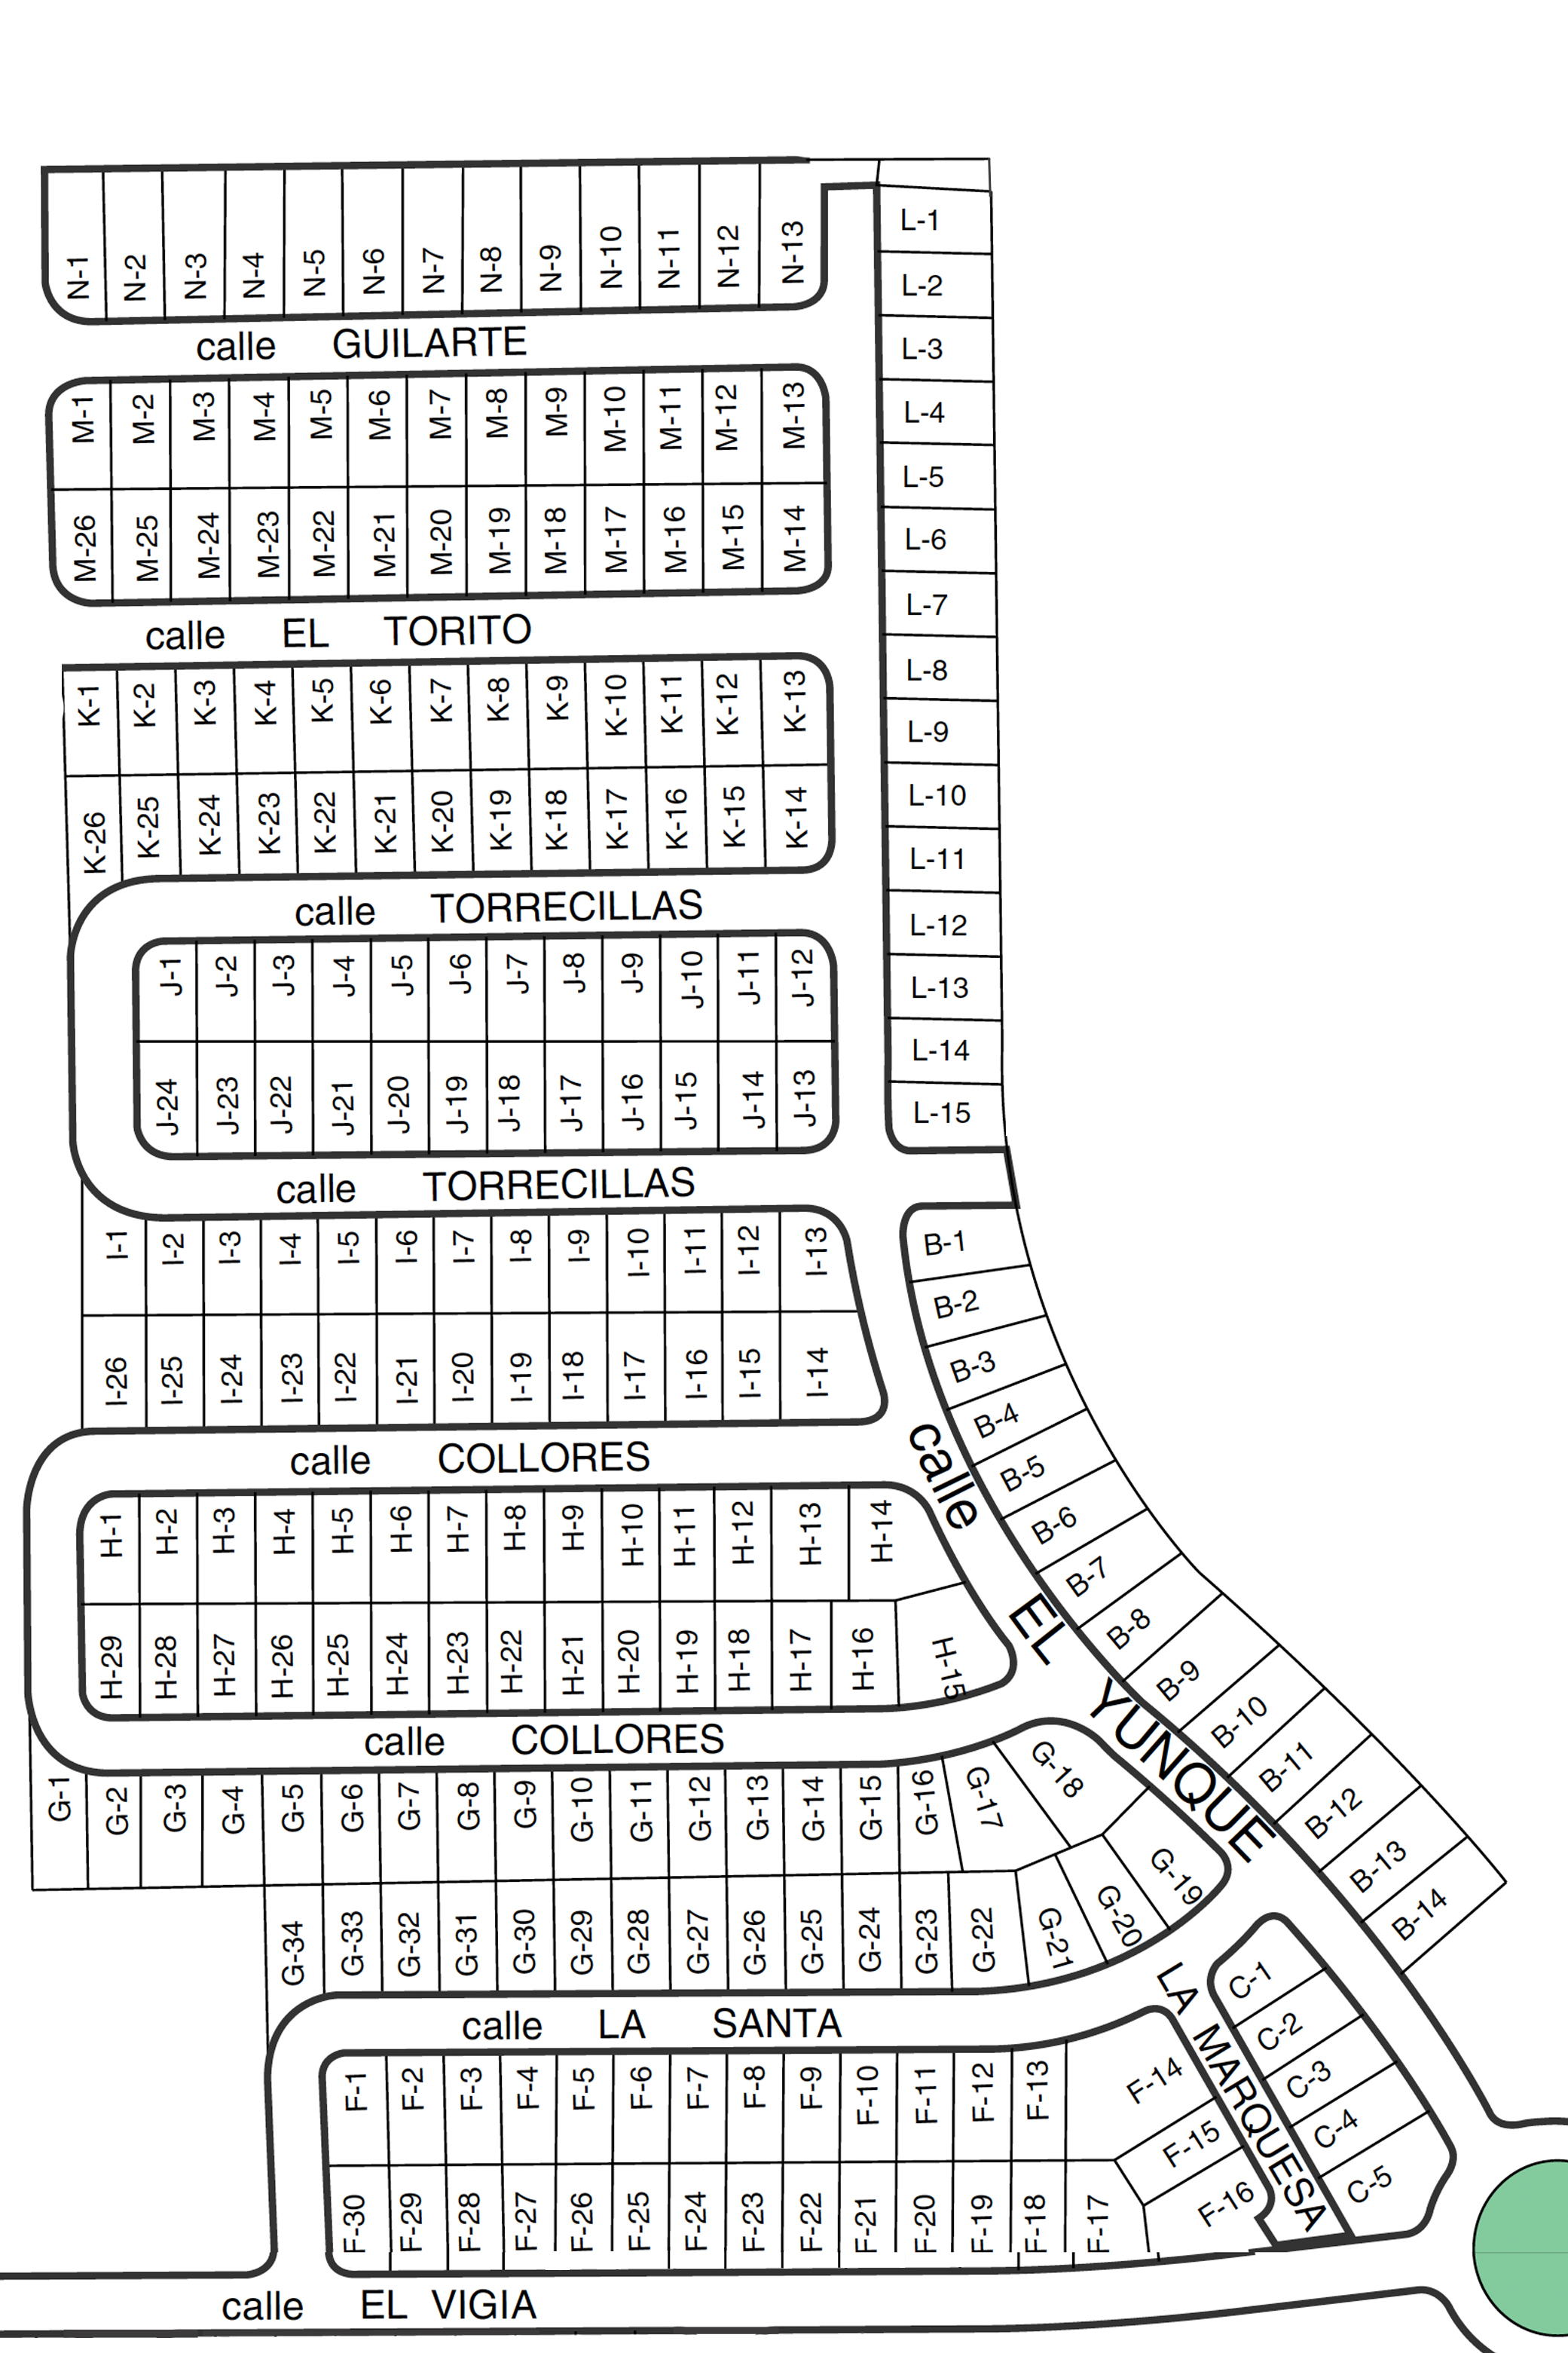 N-1 N-2 N-3 N-4 N-5 N-6 N-7 N-8 N-9 N-10 N-11 N-12 N-13
calle GUILARTE
M-1 M-2 M-3 M-4 M-5 M-6 M-7 M-8 M-9 M-10 M-11 M-12 M-13
M-26 M-25 M-24 M-23 M-22 M-21 M-20 M-19 M-18 M-17 M-16 M-15 M-14
calle EL TORITO
K-1 K-2 K-3 K-4 K-5 K-6 K-7 K-8 K-9 K-10 K-11 K-12 K-13
K-26 K-25 K-24 K-23 K-22 K-21 K-20 K-19 K-18 K-17 K-16 K-15 K-14
calle TORRECILLAS
J-1 J-2 J-3 J-4 J-5 J-6 J-7 J-8 J-9 J-10 J-11 J-12
J-24 J-23 J-22 J-21 J-20 J-19 J-18 J-17 J-16 J-15 J-14 J-13
calle TORRECILLAS
I-1 I-2 I-3 I-4 I-5 I-6 I-7 I-8 I-9 I-10 I-11 I-12 I-13
I-26 I-25 I-24 I-23 I-22 I-21 I-20 I-19 I-18 I-17 I-16 I-15 I-14
calle COLLORES
H-1 H-2 H-3 H-4 H-5 H-6 H-7 H-8 H-9 H-10 H-11 H-12 H-13 H-14
H-29 H-28 H-27 H-26 H-25 H-24 H-23 H-22 H-21 H-20 H-19 H-18 H-17 H-16 H-15
calle COLLORES
G-1 G-2 G-3 G-4 G-5 G-6 G-7 G-8 G-9 G-10 G-11 G-12 G-13 G-14 G-15 G-16 G-17 G-18
G-34 G-33 G-32 G-31 G-30 G-29 G-28 G-27 G-26 G-25 G-24 G-23 G-22 G-21 G-20 G-19
calle LA SANTA
F-1 F-2 F-3 F-4 F-5 F-6 F-7 F-8 F-9 F-10 F-11 F-12 F-13 F-14
F-15
F-30 F-29 F-28 F-27 F-26 F-25 F-24 F-23 F-22 F-21 F-20 F-19 F-18 F-17 F-16
calle EL VIGIA
L-1
L-2
L-3
L-4
L-5
L-6
L-7
L-8
L-9
L-10
L-11
L-12
L-13
L-14
L-15
B-1
B-2
B-3
B-4
B-5
B-6
B-7
B-8
B-9
B-10
B-11
B-12
B-13
B-14
calle EL YUNQUE
LA MARQUESA
C-1
C-2
C-3
C-4
C-5